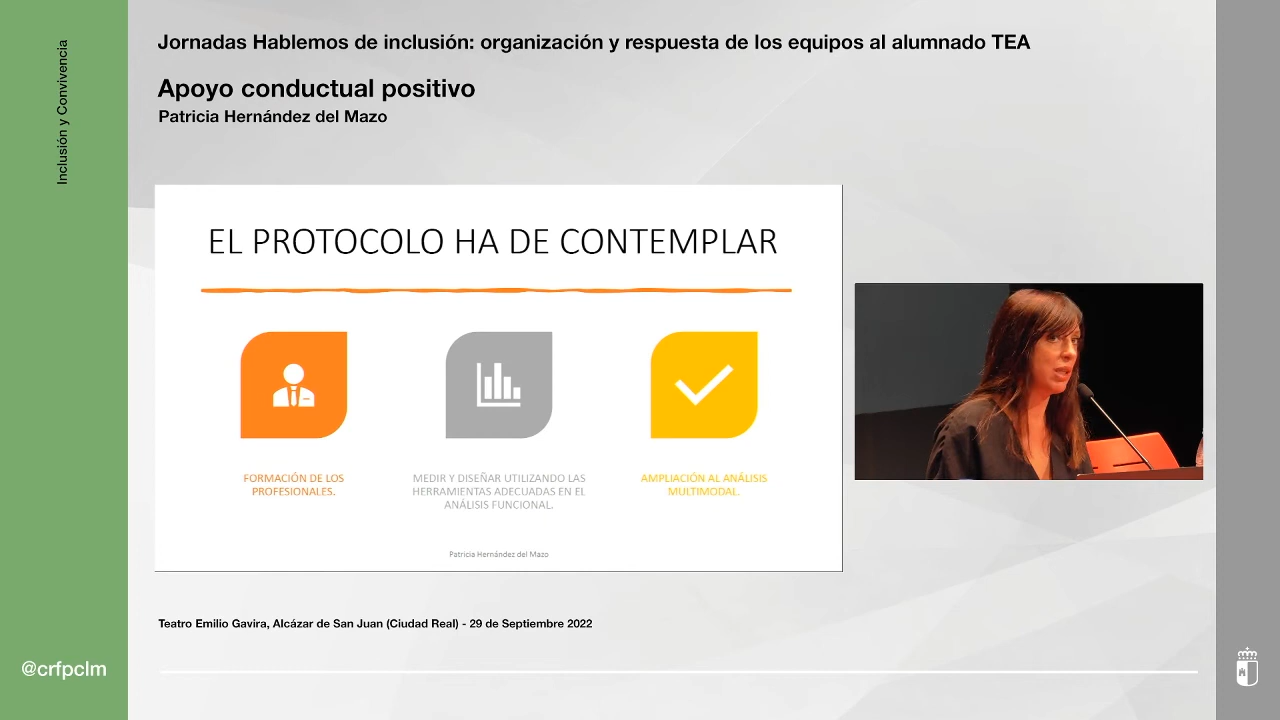 Inclusión y Convivencia
Jornadas Hablemos de inclusión: organización y respuesta de los equipos al alumnado TEA
Apoyo conductual positivo
Patricia Hernández del Mazo
EL PROTOCOLO HA DE CONTEMPLAR
FORMACIÓN DE LOS
PROFESIONALES.
MEDIR Y DISEÑAR UTILIZANDO LAS
HERRAMIENTAS ADECUADAS EN EL
ANÁLISIS FUNCIONAL.
AMPLIACIÓN AL ANÁLISIS
MULTIMODAL.
Patricia Hernández del Mazo
Teatro Emilio Gavira, Alcázar de San Juan (Ciudad Real) - 29 de Septiembre 2022
@crfpclm